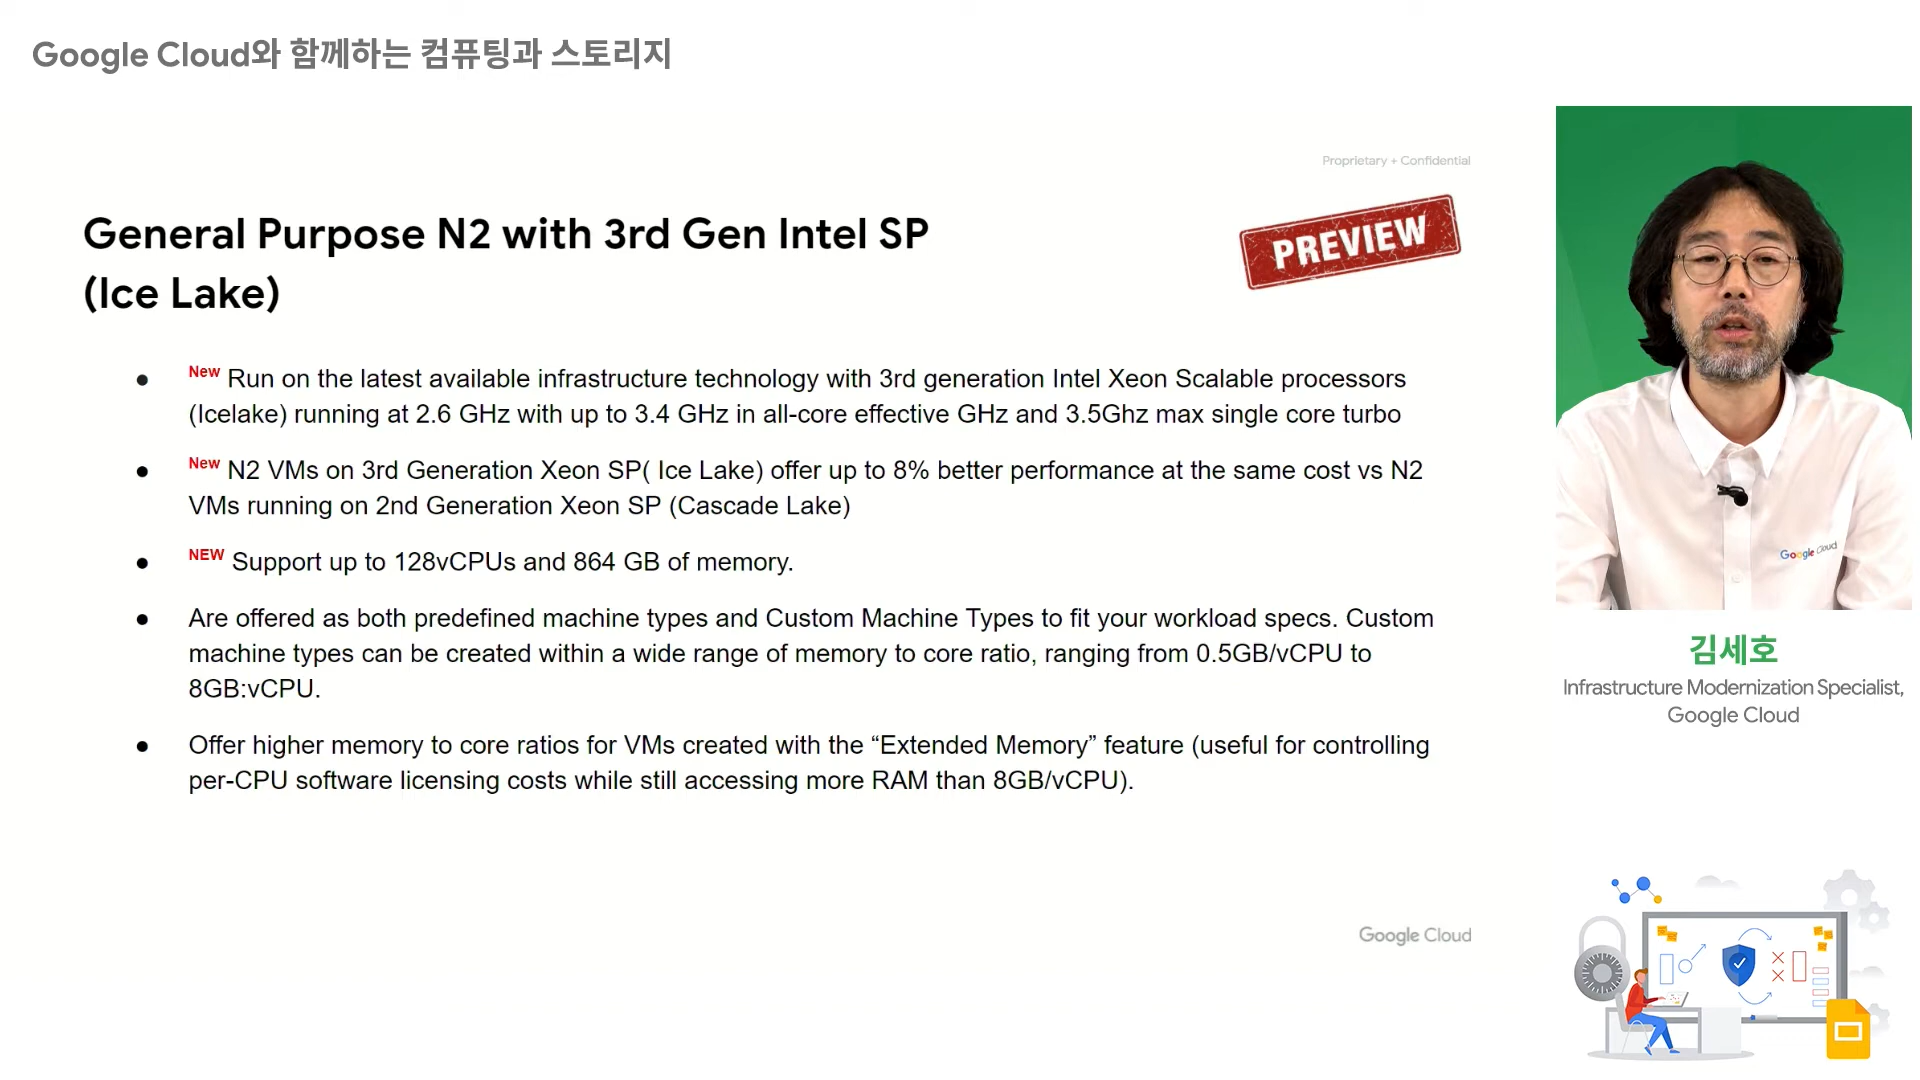 Google Cloud와 함께하는 컴퓨팅과 스토리지
Proprietary + Confidential
General Purpose N2 with 3rd Gen Intel SP
(Ice Lake)
PREVIEW
● New Run on the latest available infrastructure technology with 3rd generation Intel Xeon Scalable processors
(Icelake) running at 2.6 GHz with up to 3.4 GHz in all-core effective GHz and 3.5Ghz max single core turbo
● New N2 VMs on 3rd Generation Xeon SP( Ice Lake) offer up to 8% better performance at the same cost vs N2
VMs running on 2nd Generation Xeon SP (Cascade Lake)
● NEW Support up to 128vCPUs and 864 GB of memory.
● Are offered as both predefined machine types and Custom Machine Types to fit your workload specs. Custom
machine types can be created within a wide range of memory to core ratio, ranging from 0.5GB/vCPU to
8GB:vCPU.
● Offer higher memory to core ratios for VMs created with the “Extended Memory” feature (useful for controlling
per-CPU software licensing costs while still accessing more RAM than 8GB/vCPU).
Google Cloud
Google Cloud
김세호
Infrastructure Modernization Specialist,
Google Cloud